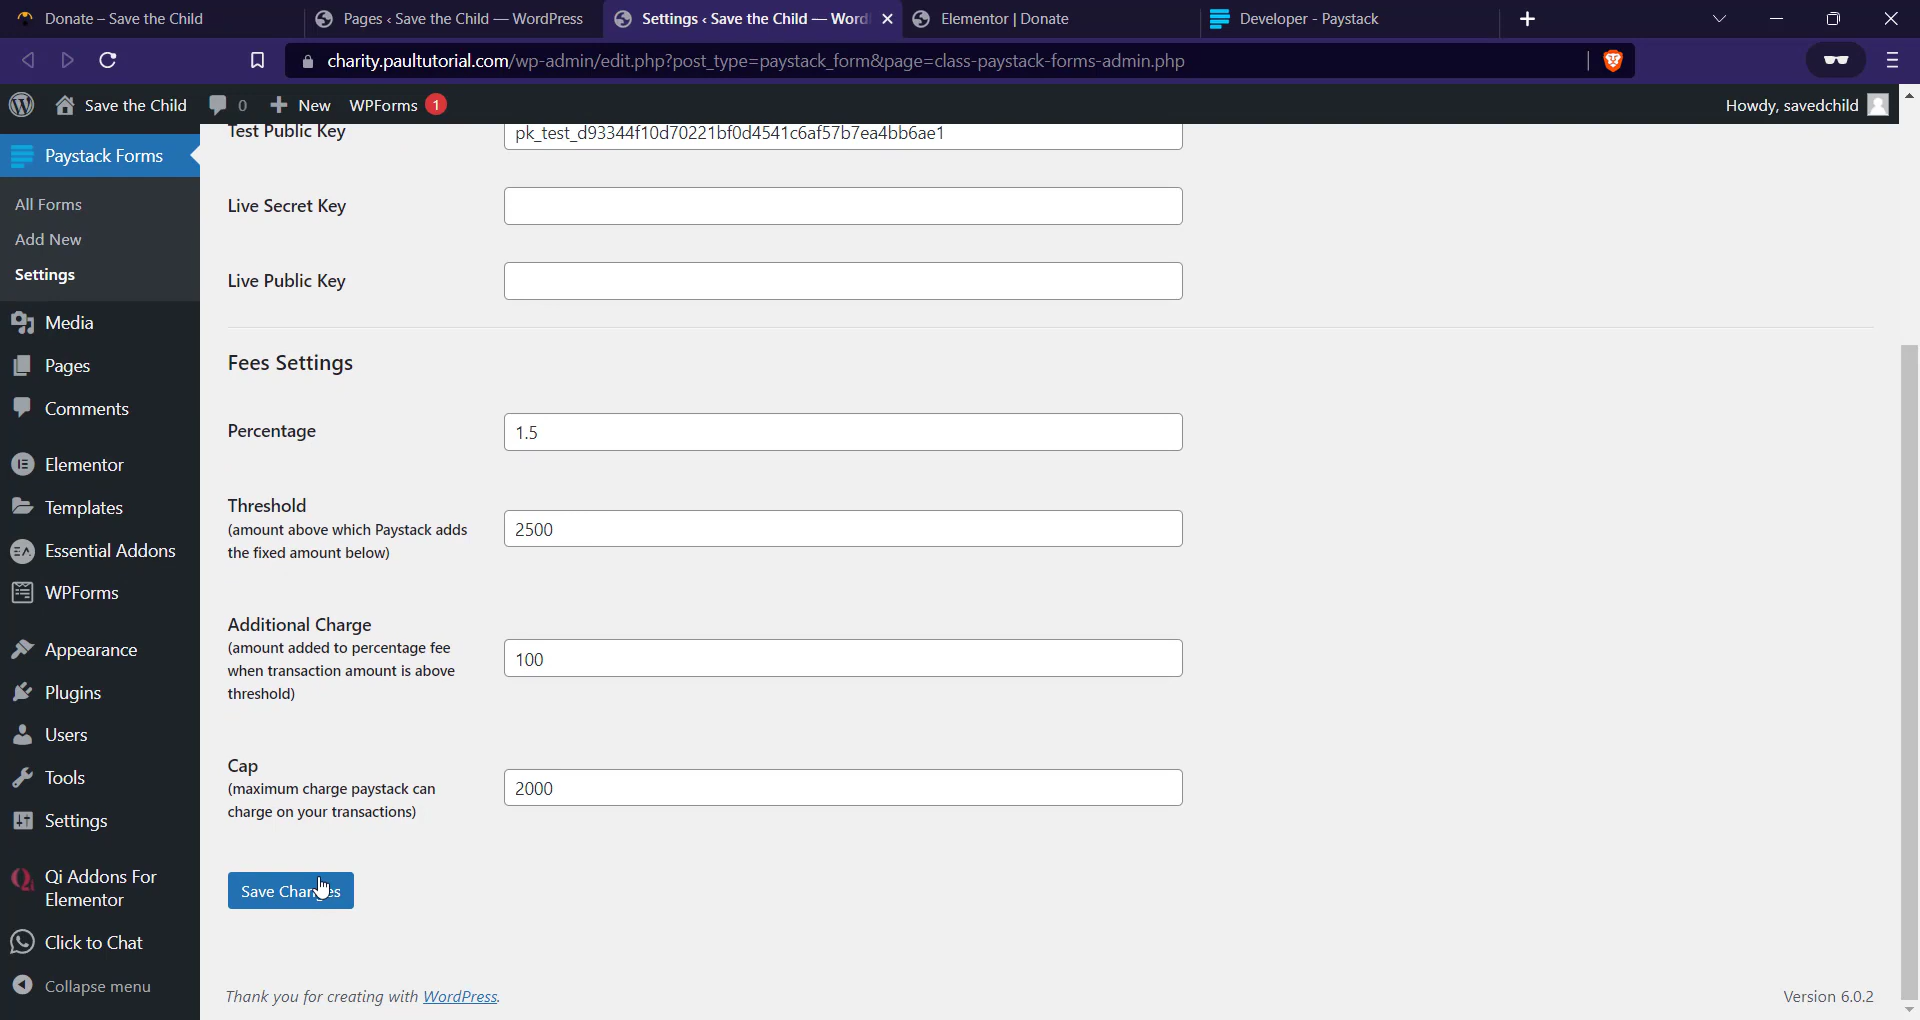 Donate – Save the Child
Pages ‹ Save the Child — WordPress
Settings ‹ Save the Child — Word
Elementor | Donate
Developer - Paystack
charity.paultutorial.com/wp-admin/edit.php?post_type=paystack_form&page=class-paystack-forms-admin.php
Save the Child
0
New
WPForms
1
Howdy, savedchild
Paystack Forms
All Forms
Add New
Settings
Media
Pages
Comments
Elementor
Templates
Essential Addons
WPForms
Appearance
Plugins
Users
Tools
Settings
Qi Addons For
Elementor
Click to Chat
Collapse menu
Test Public Key
pk_test_d93344f10d70221bf0d4541c6af57b7ea4bb6ae1
Live Secret Key
Live Public Key
Fees Settings
Percentage
1.5
Threshold
(amount above which Paystack adds
the fixed amount below)
2500
Additional Charge
(amount added to percentage fee
when transaction amount is above
threshold)
100
Cap
(maximum charge paystack can
charge on your transactions)
2000
Save Changes
Thank you for creating with WordPress.
Version 6.0.2